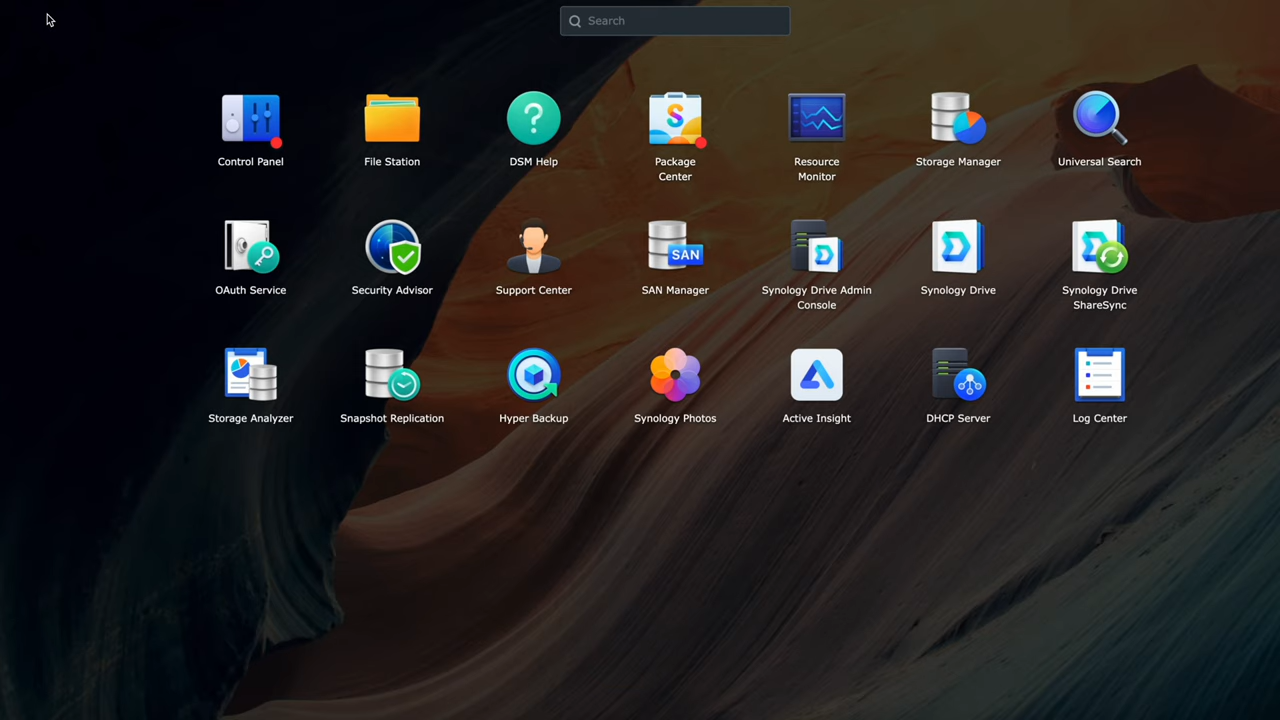 Search
Control Panel
File Station
DSM Help
Package
Center
Resource
Monitor
Storage Manager
Universal Search
OAuth Service
Security Advisor
Support Center
SAN
SAN Manager
Synology Drive Admin
Console
Synology Drive
Synology Drive
ShareSync
Storage Analyzer
Snapshot Replication
Hyper Backup
Synology Photos
Active Insight
DHCP Server
Log Center